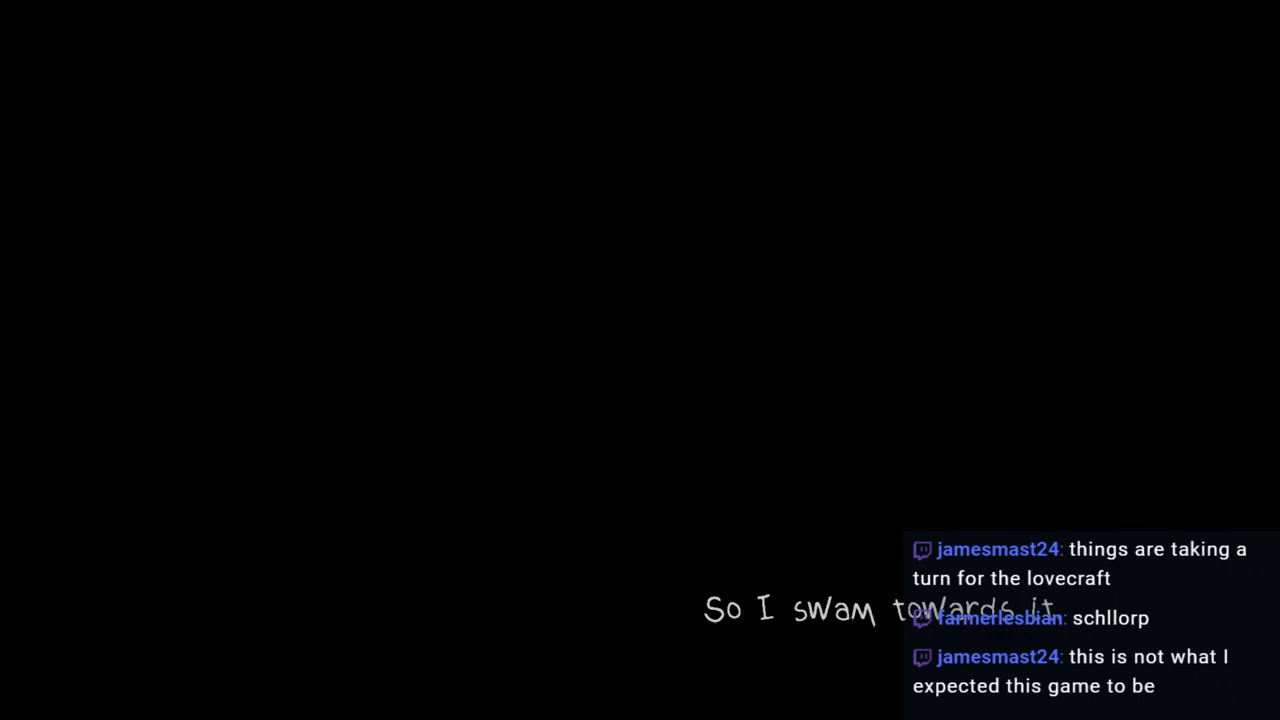 jamesmast24: things are taking a
turn for the lovecraft
So I swam towards it.
farmerlesbian: schllorp
jamesmast24: this is not what I
expected this game to be